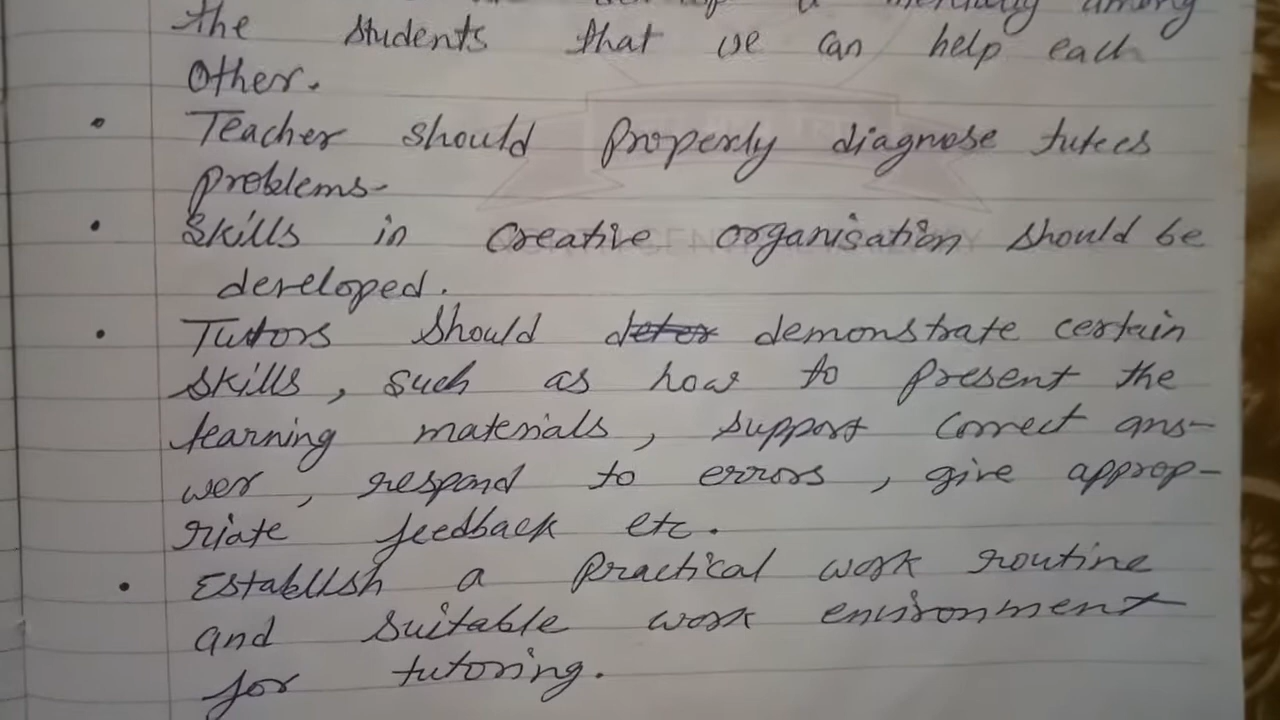 a mentality among
the students that we can help each
other.
• Teacher should properly diagnose tutees
problems-
• Skills in creative organisation should be
developed.
• Tutors should demonstrate certain
skills, such as how to present the
learning materials, support correct ans-
wer, respond to errors, give approp-
riate feedback etc.
• Establish a practical work routine
and suitable work environment
for tutoring.